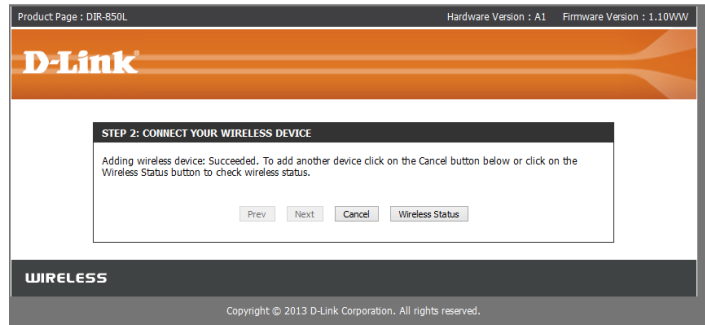 Product Page : DIR-850L Hardware Version : A1 Firmware Version : 1.10WW
D-Link
STEP 2: CONNECT YOUR WIRELESS DEVICE
Adding wireless device: Succeeded. To add another device click on the Cancel button below or click on the
Wireless Status button to check wireless status.
Prev Next Cancel Wireless Status
WIRELESS
Copyright © 2013 D-Link Corporation. All rights reserved.